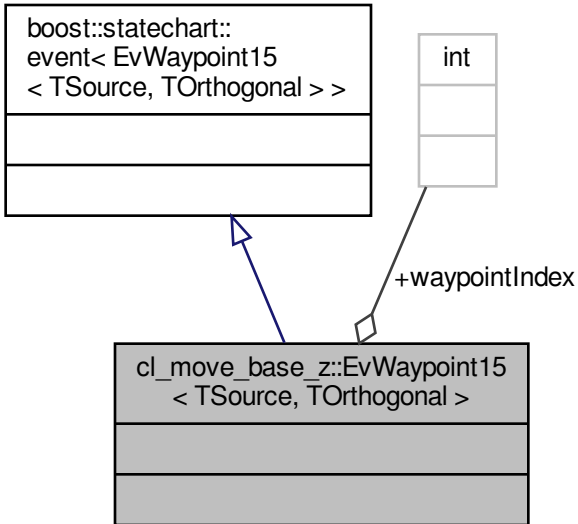 boost::statechart::
event< EvWaypoint15
< TSource, TOrthogonal > >
int
+waypointIndex
cl_move_base_z::EvWaypoint15
< TSource, TOrthogonal >